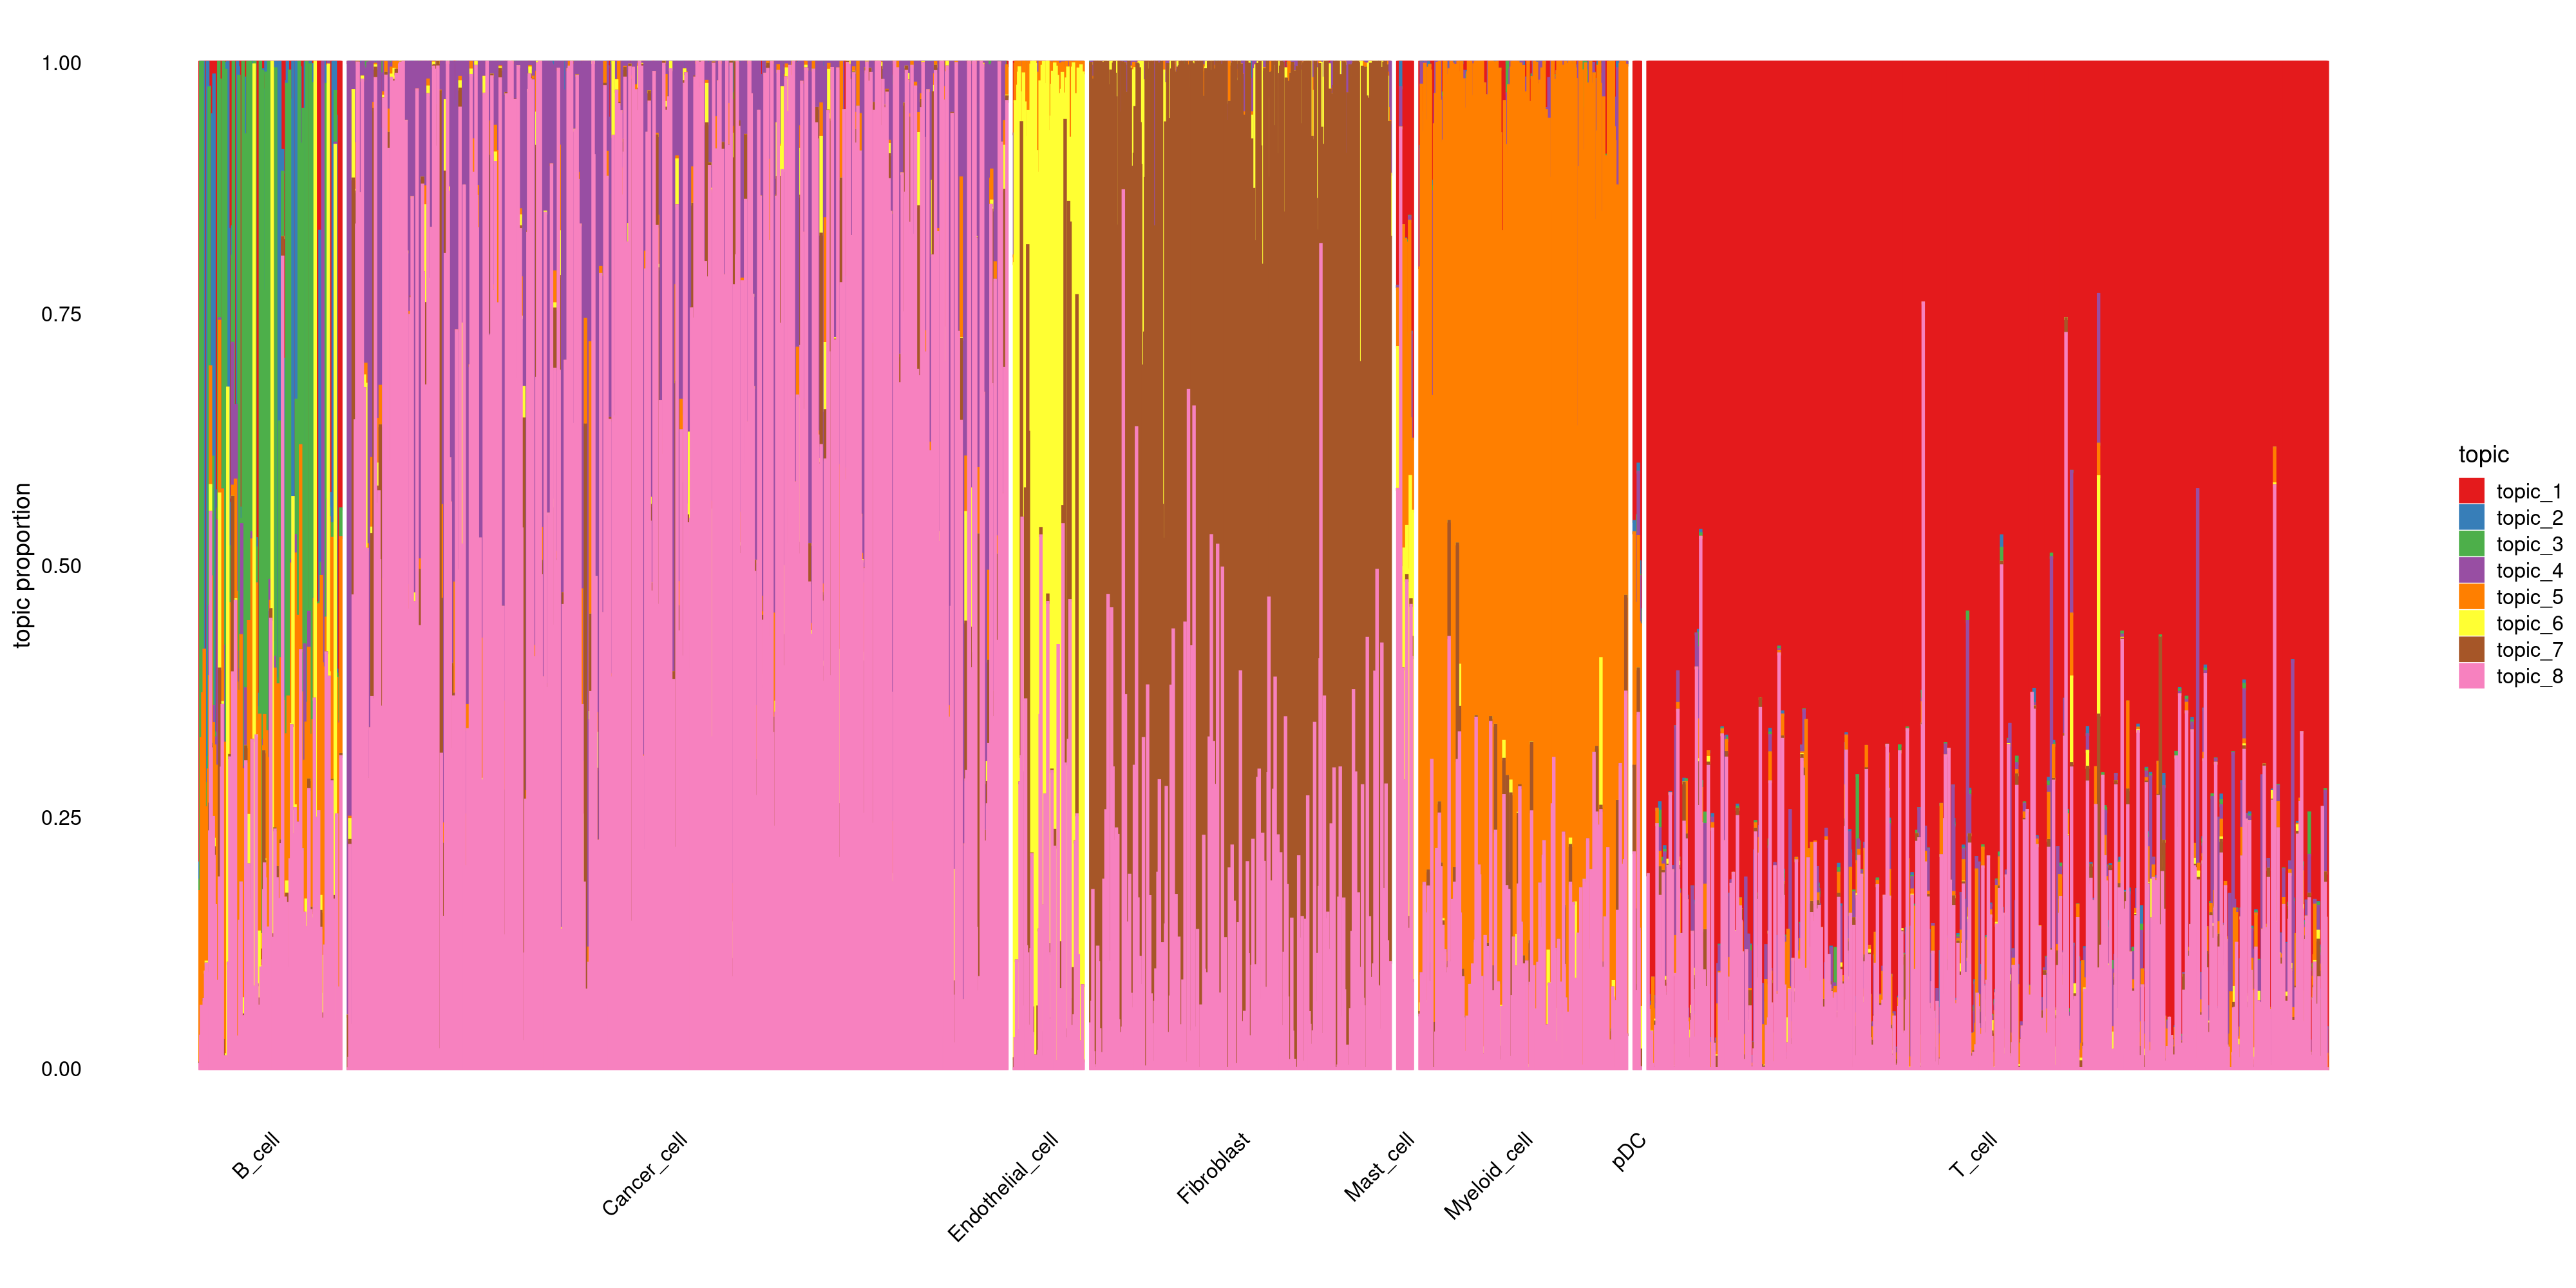 1.00
0.75
0.50
0.25
0.00
topic proportion
B_cell
Cancer_cell
Endothelial_cell
Fibroblast
Mast_cell
Myeloid_cell
pDC
T_cell
topic
topic_1
topic_2
topic_3
topic_4
topic_5
topic_6
topic_7
topic_8